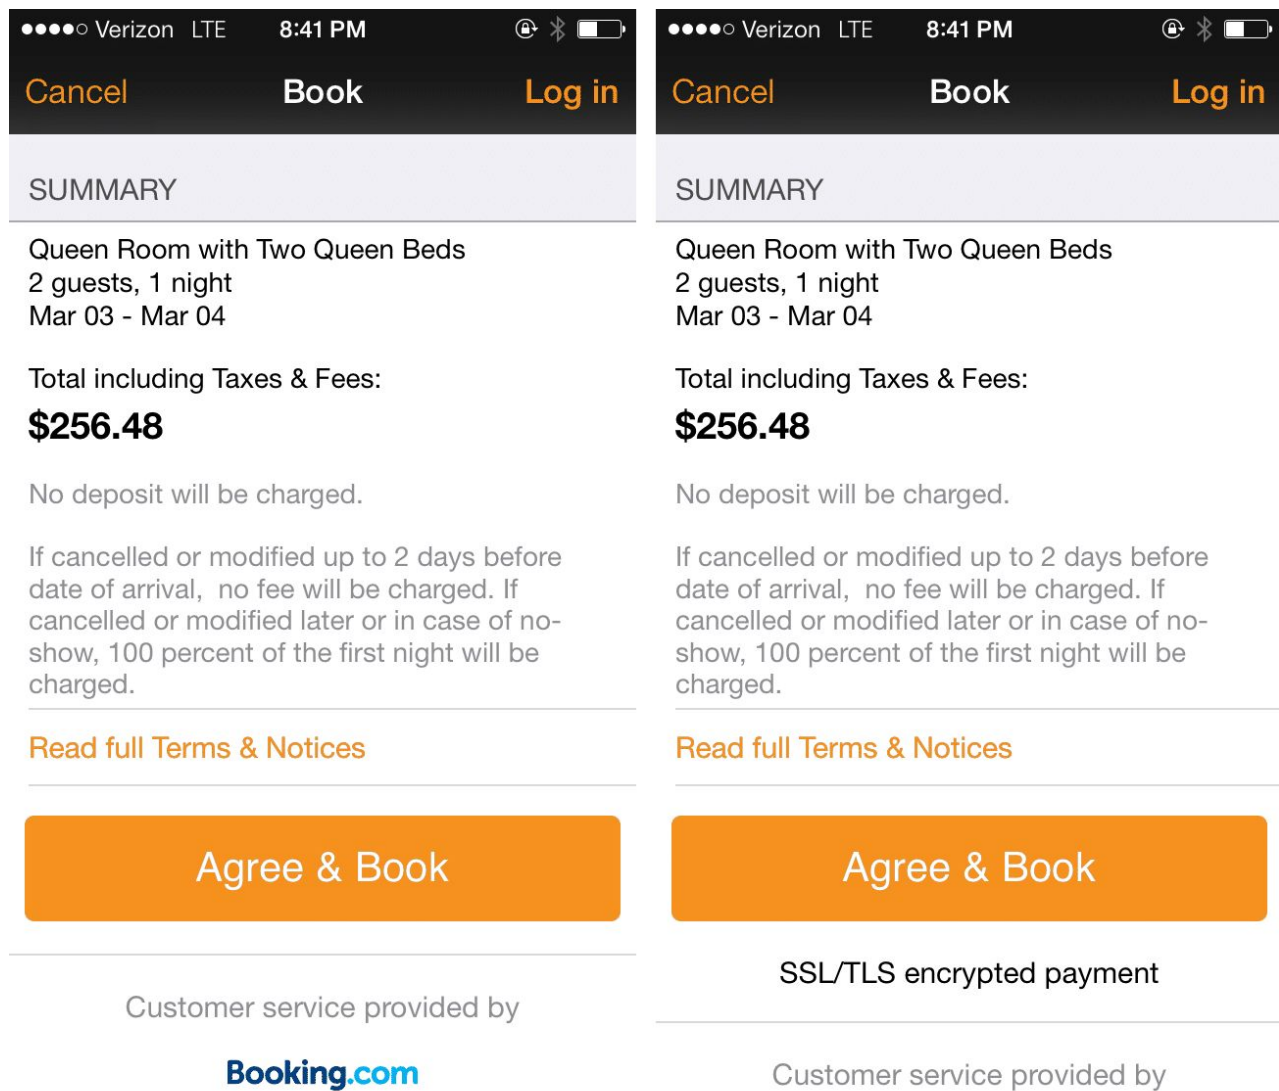 Verizon LTE 8:41 PM
Cancel Book Log in
SUMMARY
Queen Room with Two Queen Beds
2 guests, 1 night
Mar 03 - Mar 04
Total including Taxes & Fees:
$256.48
No deposit will be charged.
If cancelled or modified up to 2 days before
date of arrival,  no fee will be charged. If
cancelled or modified later or in case of no-
show, 100 percent of the first night will be
charged.
Read full Terms & Notices
Agree & Book
Customer service provided by
Booking.com
Verizon LTE 8:41 PM
Cancel Book Log in
SUMMARY
Queen Room with Two Queen Beds
2 guests, 1 night
Mar 03 - Mar 04
Total including Taxes & Fees:
$256.48
No deposit will be charged.
If cancelled or modified up to 2 days before
date of arrival,  no fee will be charged. If
cancelled or modified later or in case of no-
show, 100 percent of the first night will be
charged.
Read full Terms & Notices
Agree & Book
SSL/TLS encrypted payment
Customer service provided by